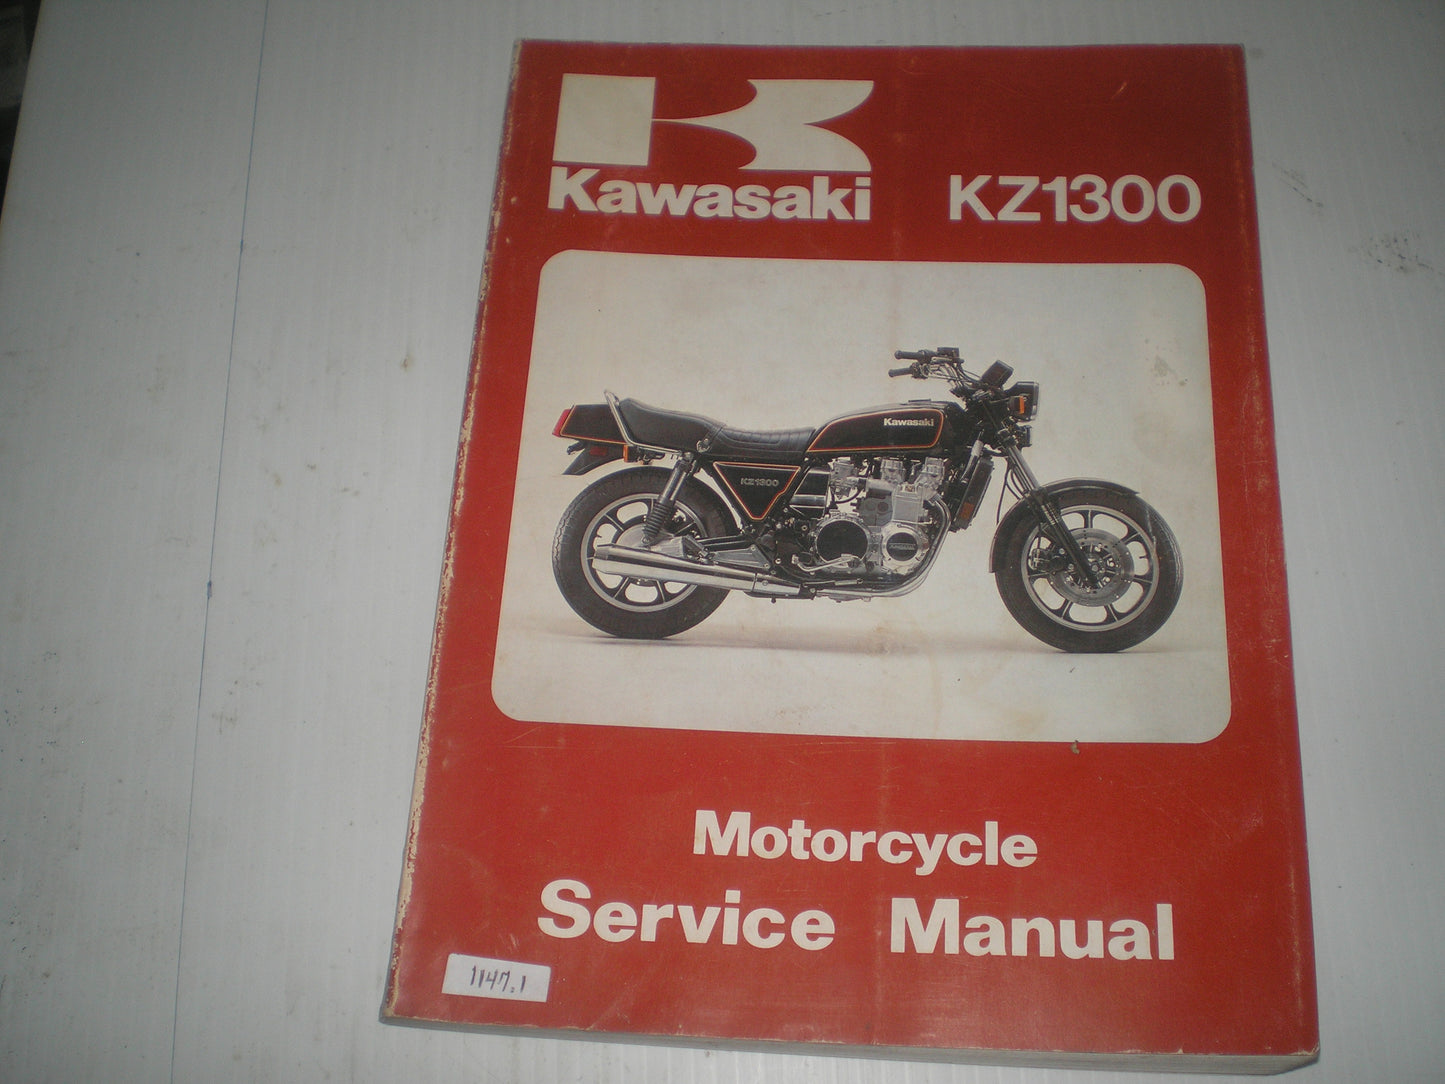 Kawasaki KZ1300
Kawasaki
KZ1300
Motorcycle
Service Manual
1147.1